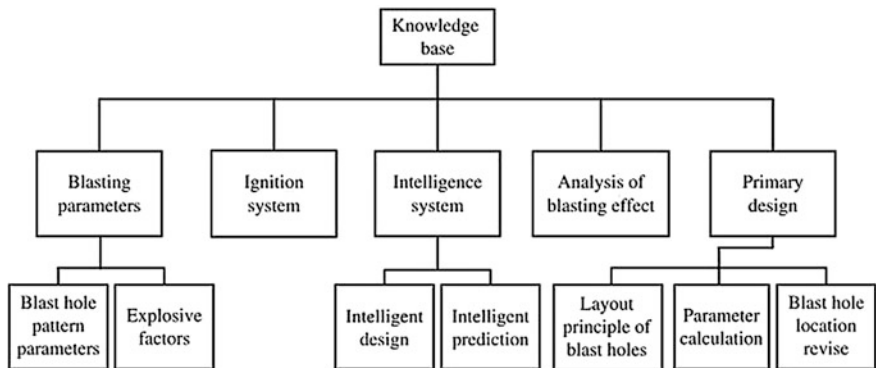 Knowledge
base
Blasting
parameters
Ignition
system
Intelligence
system
Analysis of
blasting effect
Primary
design
Blast hole
pattern
parameters
Explosive
factors
Intelligent
design
Intelligent
prediction
Layout
principle of
blast holes
Parameter
calculation
Blast hole
location
revise